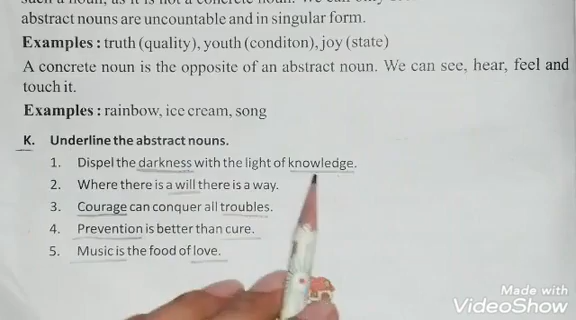 abstract nouns are uncountable and in singular form.
Examples : truth (quality), youth (conditon), joy (state)
A concrete noun is the opposite of an abstract noun. We can see, hear, feel and
touch it.
Examples : rainbow, ice cream, song
K. Underline the abstract nouns.
1. Dispel the darkness with the light of knowledge.
2. Where there is a will there is a way.
3. Courage can conquer all troubles.
4. Prevention is better than cure.
5. Music is the food of love.
Made with
VideoShow